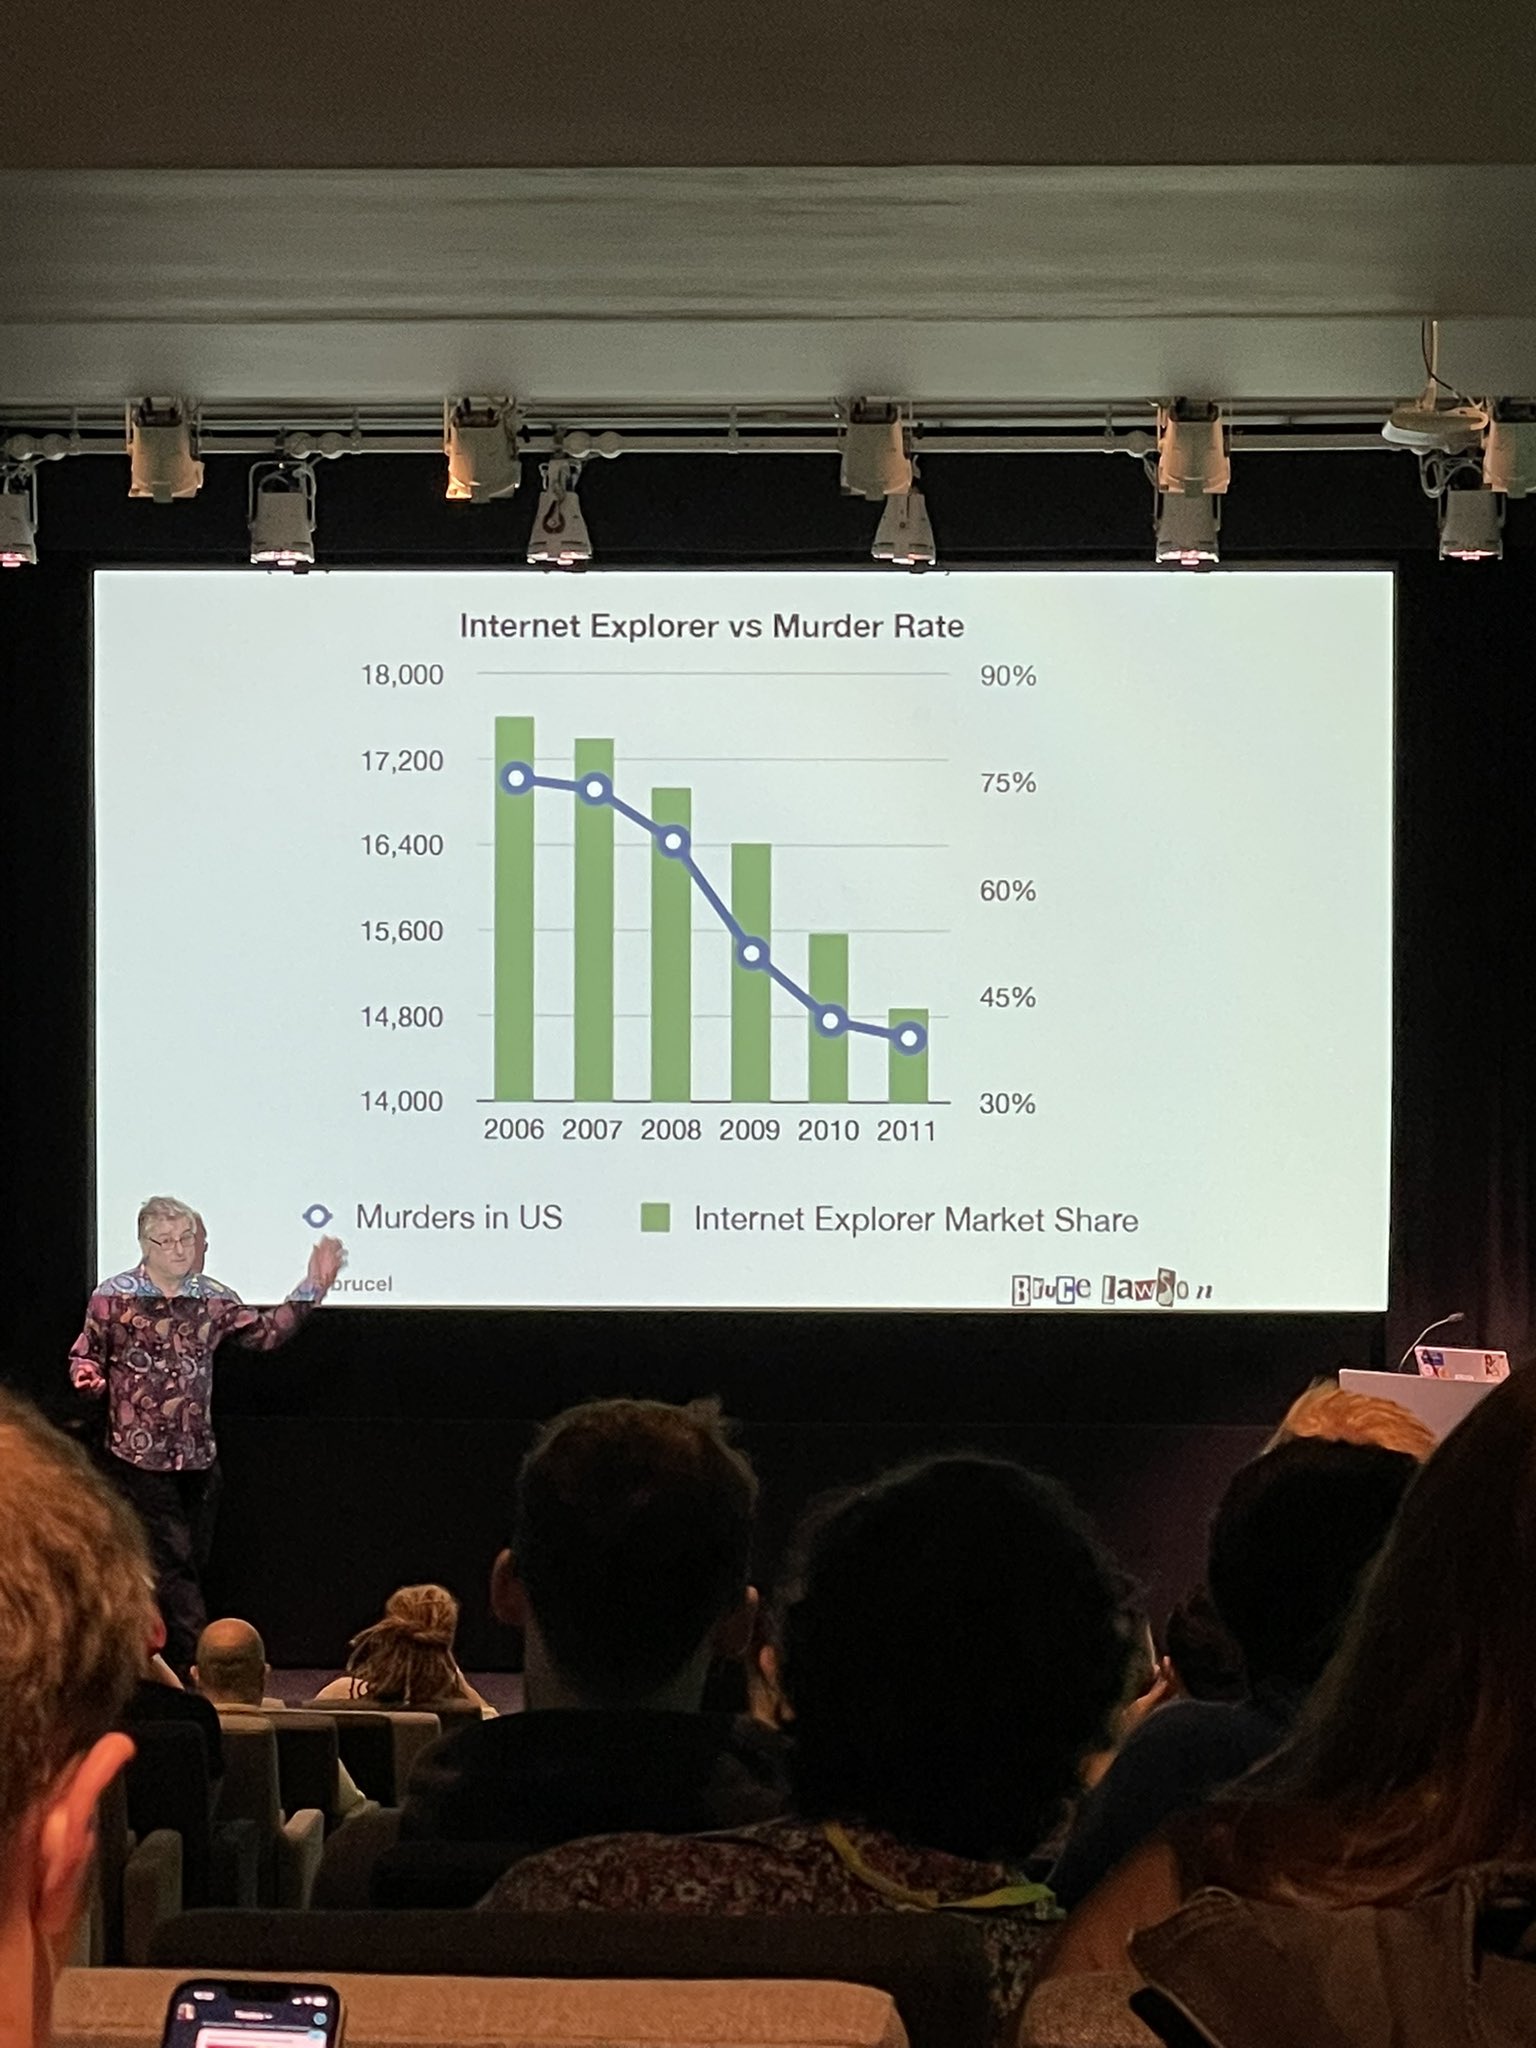 Internet Explorer vs Murder Rate
18,000
90%
17,200
75%
16,400
60%
15,600
45%
14,800
14,000
30%
2006 2007 2008 2009 2010 2011
Murders in US
Internet Explorer Market Share
brucel
BruCe LawSon